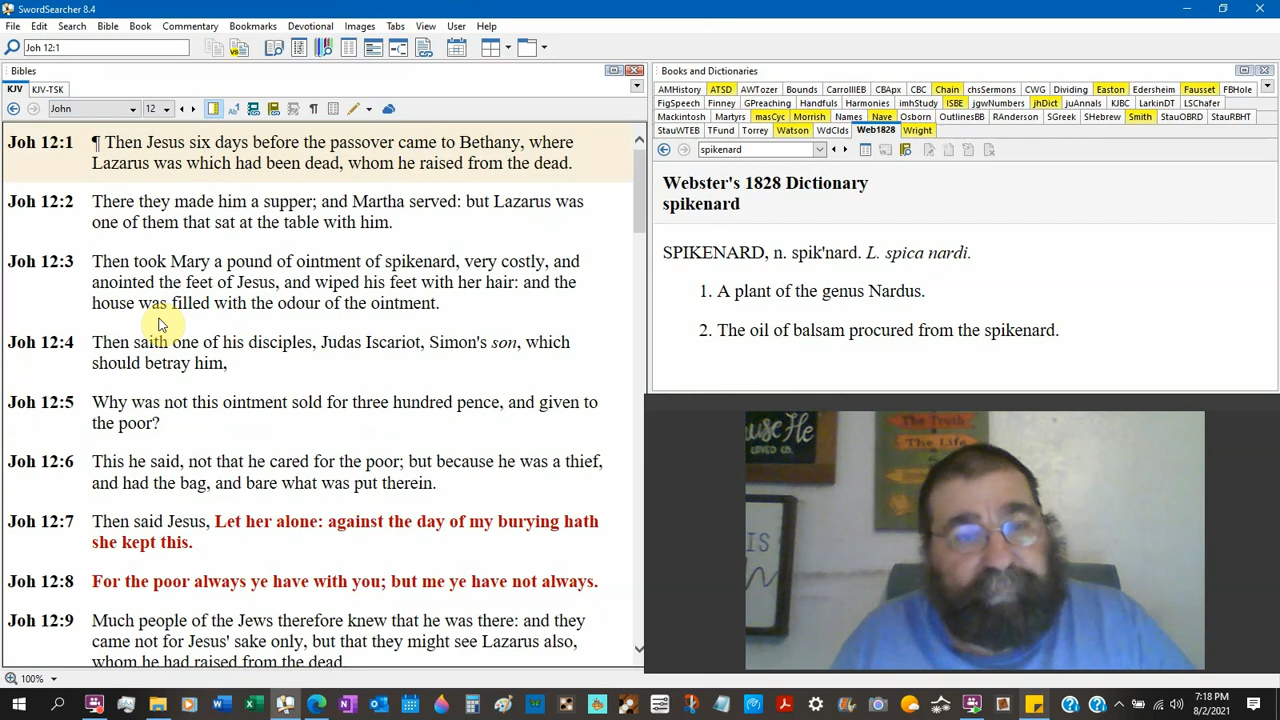 SwordSearcher 8.4
File Edit Search Commentary Bible Book Bookmarks Devotional Images Tabs View User Help
Joh 12:1
Bibles
KJV KJV-TSK
John 12
Joh 12:1 ¶ Then Jesus six days before the passover came to Bethany, where
Lazarus was which had been dead, whom he raised from the dead.
Joh 12:2 There they made him a supper; and Martha served: but Lazarus was
one of them that sat at the table with him.
Joh 12:3 Then took Mary a pound of ointment of spikenard, very costly, and
anointed the feet of Jesus, and wiped his feet with her hair: and the
house was filled with the odour of the ointment.
Joh 12:4 Then saith one of his disciples, Judas Iscariot, Simon's son, which
should betray him,
Joh 12:5 Why was not this ointment sold for three hundred pence, and given to
the poor?
Joh 12:6 This he said, not that he cared for the poor; but because he was a thief,
and had the bag, and bare what was put therein.
Joh 12:7 Then said Jesus, Let her alone: against the day of my burying hath
she kept this.
Joh 12:8 For the poor always ye have with you; but me ye have not always.
Joh 12:9 Much people of the Jews therefore knew that he was there: and they
came not for Jesus' sake only, but that they might see Lazarus also,
whom he had raised from the dead.
100%
Books and Dictionaries
AMHistory ATSD AWTozer Bounds CarrollIEB CBApx CBC Chain chsSermons CWG Dividing Easton Edersheim Fausset FBHole
FigSpeech Finney GPreaching Handfuls Harmonies imhStudy ISBE jgwNumbers jhDict juAnnals KJBC LarkinDT LSChafer
Mackintosh Martyrs masCyc Morrish Names Nave Osborn OutlinesBB RAnderson SGreek SHebrew Smith StauOBRD StauRBHT
StauWTEB TFund Torrey Watson WdClds Web1828 Wright
spikenard
Webster's 1828 Dictionary
spikenard
SPIKENARD, n. spik'nard. L. spica nardi.
1. A plant of the genus Nardus.
2. The oil of balsam procured from the spikenard.
He
LOVED US.
The Truth
The Life
IS
7:18 PM
8/2/2021